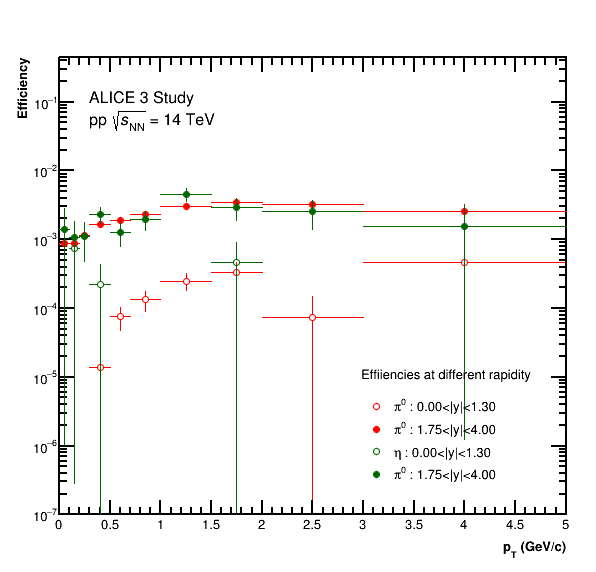 Efficiency
ALICE 3 Study
pp √s_NN = 14 TeV
10⁻¹
10⁻²
10⁻³
10⁻⁴
10⁻⁵
10⁻⁶
10⁻⁷
Effiiencies at different rapidity
π⁰ : 0.00<|y|<1.30
π⁰ : 1.75<|y|<4.00
η : 0.00<|y|<1.30
π⁰ : 1.75<|y|<4.00
0 0.5 1 1.5 2 2.5 3 3.5 4 4.5 5
p_T (GeV/c)